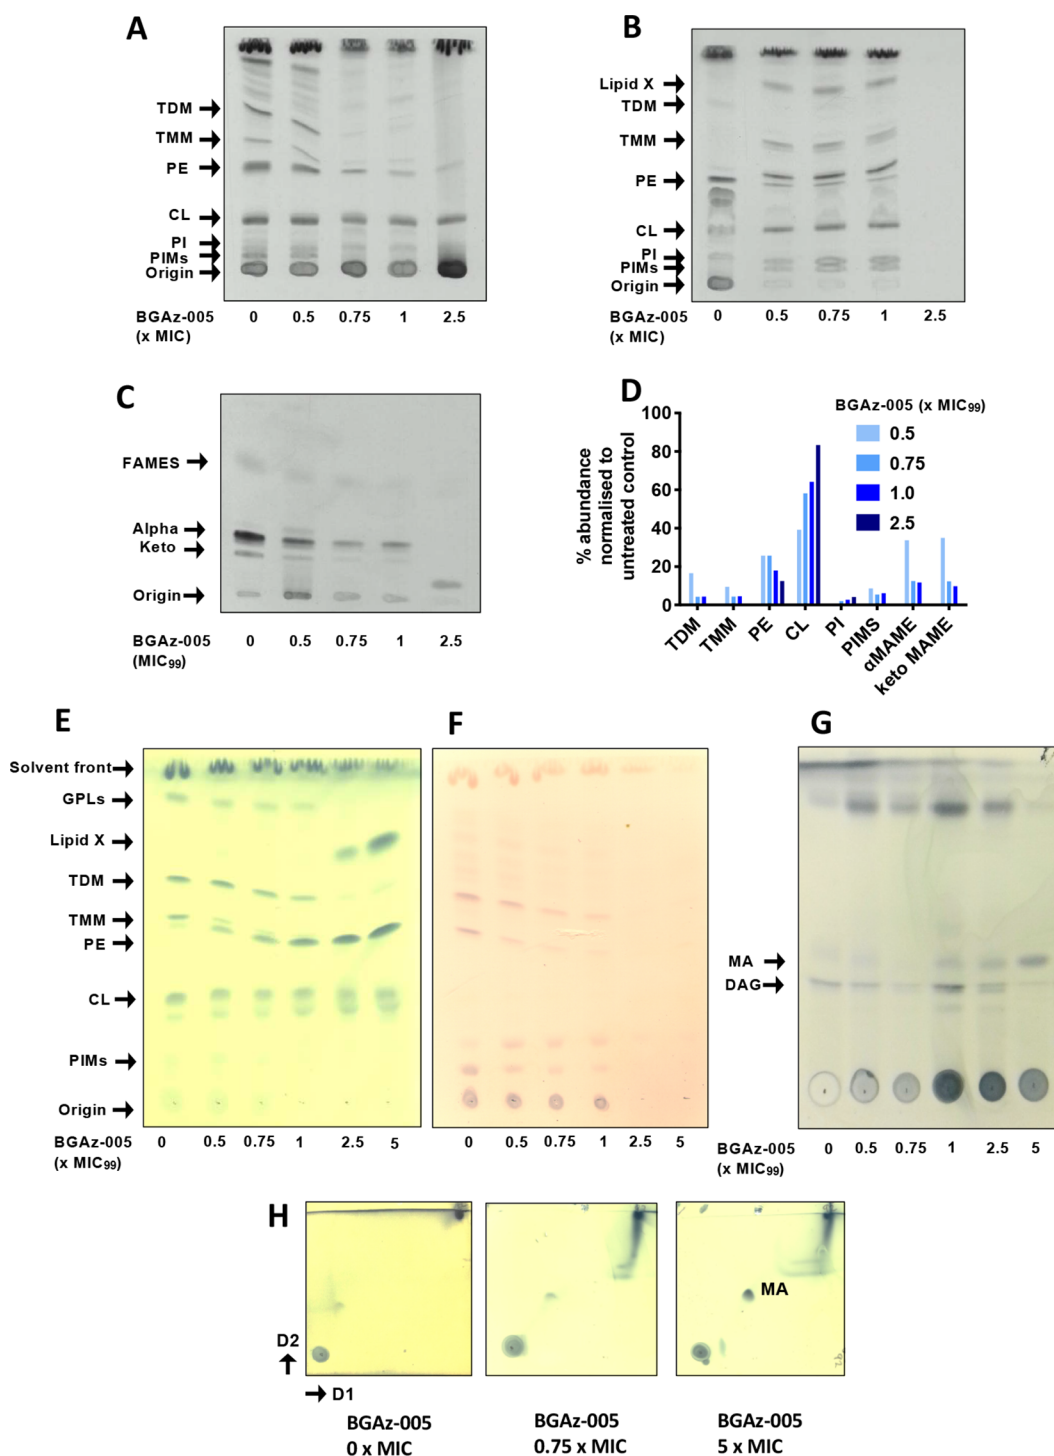 A
TDM
TMM
PE
CL
PI
PIMs
Origin
BGAz-005 0 0.5 0.75 1 2.5
(x MIC)
B
Lipid X
TDM
TMM
PE
CL
PI
PIMs
Origin
BGAz-005 0 0.5 0.75 1 2.5
(x MIC)
C
FAMES
Alpha
Keto
Origin
BGAz-005 0 0.5 0.75 1 2.5
(MIC99)
D
% abundance
normalised to
untreated control
100
80
60
40
20
0
BGAz-005 (x MIC99)
0.5
0.75
1.0
2.5
TDM
TMM
PE
CL
PI
PIMS
αMAME
keto MAME
E
Solvent front
GPLs
Lipid X
TDM
TMM
PE
CL
PIMs
Origin
BGAz-005 0 0.5 0.75 1 2.5 5
(x MIC99)
F
0 0.5 0.75 1 2.5 5
G
MA
DAG
BGAz-005 0 0.5 0.75 1 2.5 5
(x MIC99)
H
D2
D1
MA
BGAz-005
0 x MIC
BGAz-005
0.75 x MIC
BGAz-005
5 x MIC